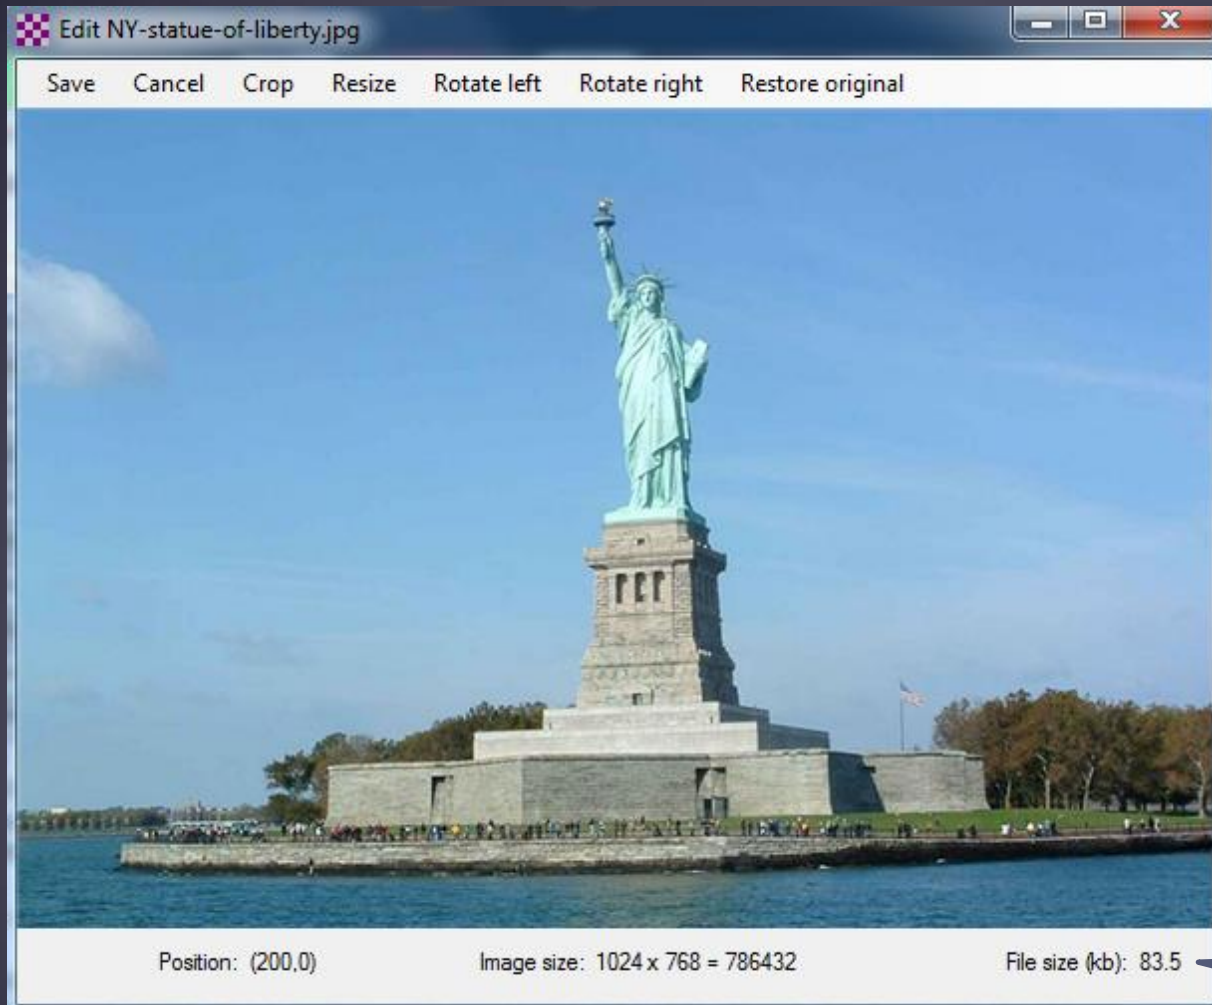 Edit NY-statue-of-liberty.jpg
Save Cancel Crop Resize Rotate left Rotate right Restore original
Position: (200,0) Image size: 1024 x 768 = 786432 File size (kb): 83.5